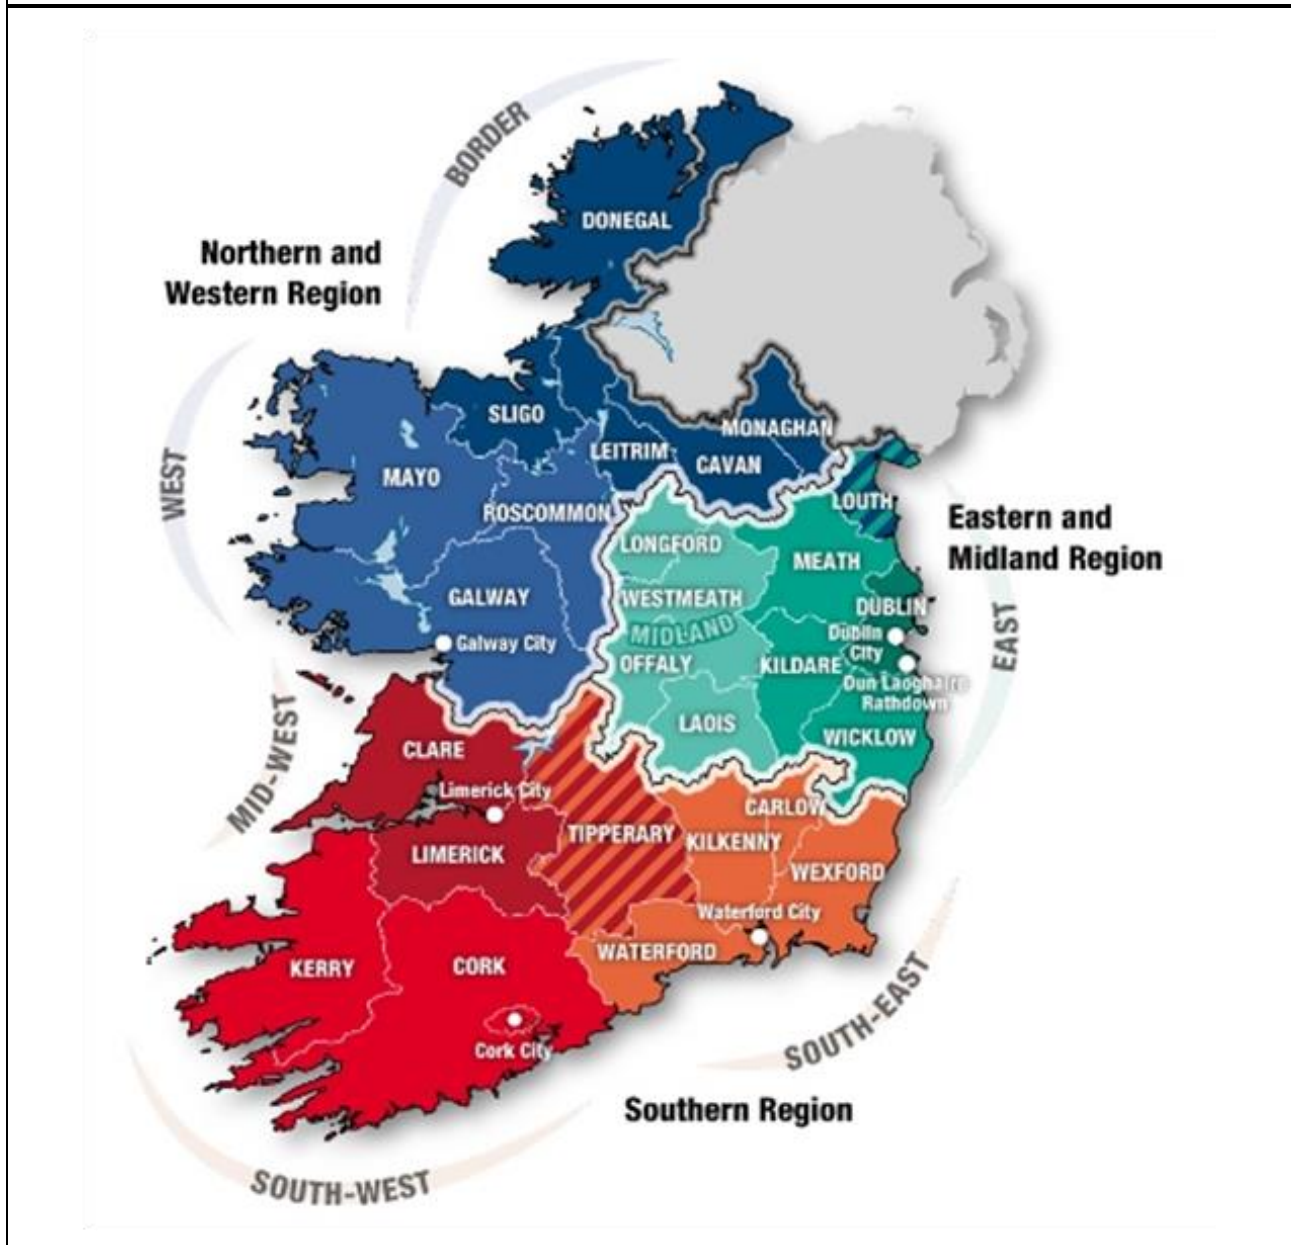 BORDER
DONEGAL
Northern and
Western Region
SLIGO
MONAGHAN
LEITRIM
CAVAN
WEST
MAYO
LOUTH
ROSCOMMON
Eastern and
Midland Region
LONGFORD
MEATH
GALWAY
WESTMEATH
DUBLIN
MIDLAND
Dublin
City
EAST
Galway City
OFFALY
KILDARE
Dun Laoghaire
Rathdown
LAOIS
WICKLOW
MID-WEST
CLARE
Limerick City
CARLOW
TIPPERARY
KILKENNY
LIMERICK
WEXFORD
Waterford City
WATERFORD
KERRY
CORK
SOUTH-EAST
Cork City
Southern Region
SOUTH-WEST